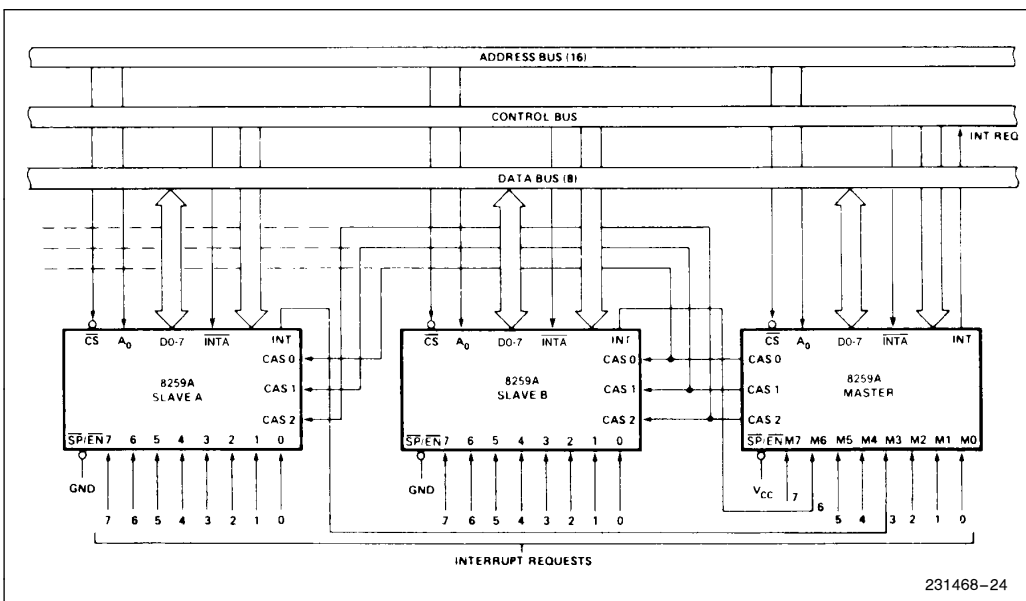 ADDRESS BUS (16)
CONTROL BUS
INT REQ
DATA BUS (8)
CS A0 D0-7 INTA INT
CAS 0
8259A
SLAVE A
CAS 1
CAS 2
SP/EN 7 6 5 4 3 2 1 0
GND
7 6 5 4 3 2 1 0
CS A0 D0-7 INTA INT
CAS 0
8259A
SLAVE B
CAS 1
CAS 2
SP/EN 7 6 5 4 3 2 1 0
GND
7 6 5 4 3 2 1 0
CS A0 D0-7 INTA INT
CAS 0
8259A
MASTER
CAS 1
CAS 2
SP/EN M7 M6 M5 M4 M3 M2 M1 M0
VCC
7 6 5 4 3 2 1 0
INTERRUPT REQUESTS
231468-24